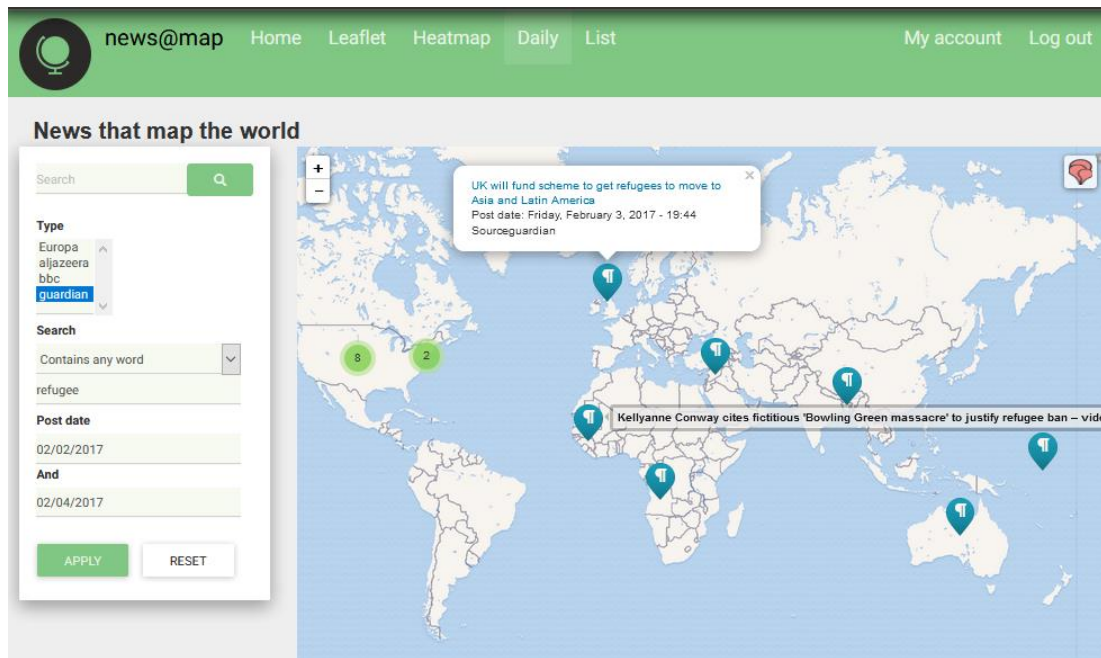 news@map Home Leaflet Heatmap Daily List My account Log out
News that map the world
Search
Type
Europa
aljazeera
bbc
guardian
Search
Contains any word
refugee
Post date
02/02/2017
And
02/04/2017
APPLY RESET
+
−
UK will fund scheme to get refugees to move to
Asia and Latin America
Post date: Friday, February 3, 2017 - 19:44
Sourceguardian
×
¶
8
2
¶
¶
¶
Kellyanne Conway cites fictitious 'Bowling Green massacre' to justify refugee ban – vide
¶
¶
¶